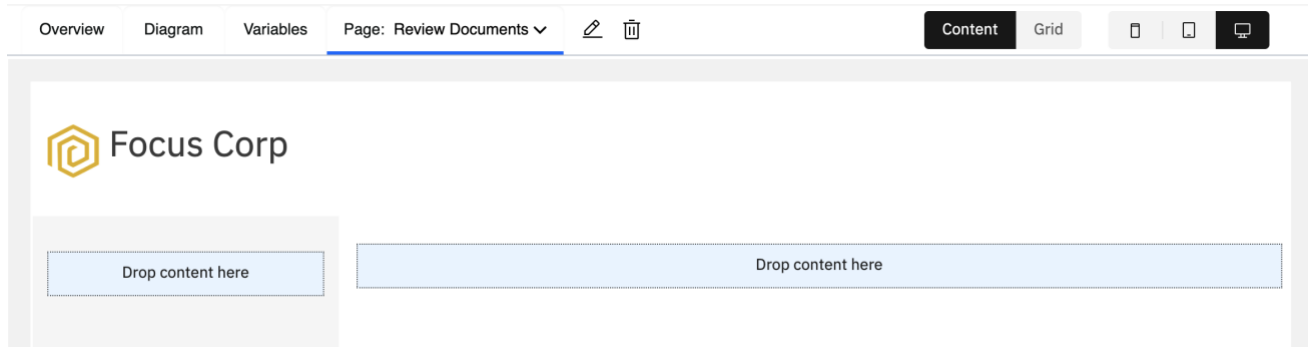 Overview Diagram Variables Page: Review Documents Content Grid
Focus Corp
Drop content here
Drop content here